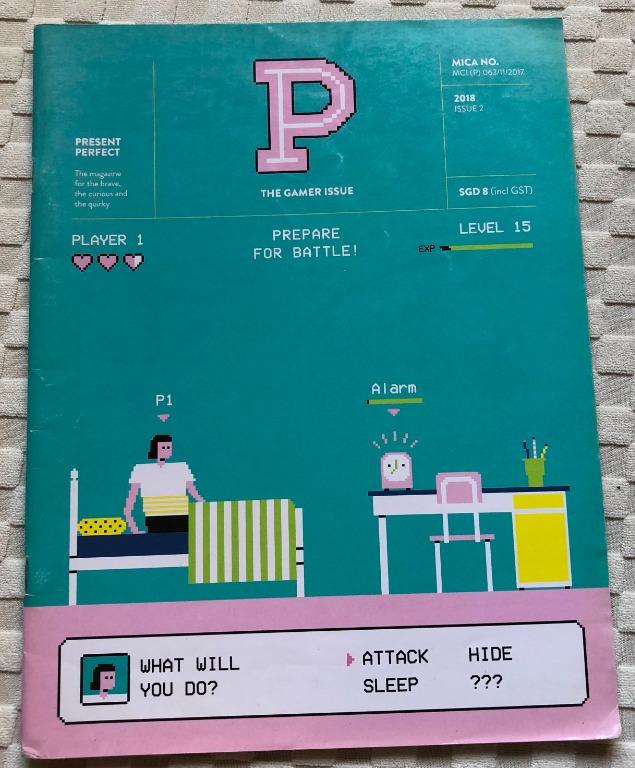 P
THE GAMER ISSUE
PRESENT
PERFECT
The magazine
for the brave,
the curious and
the quirky
MICA NO.
MCI (P) 063/11/2017
2018
ISSUE 2
SGD 8 (incl GST)
PLAYER 1
PREPARE
FOR BATTLE!
LEVEL 15
EXP
P1
Alarm
WHAT WILL
YOU DO?
ATTACK HIDE
SLEEP ???